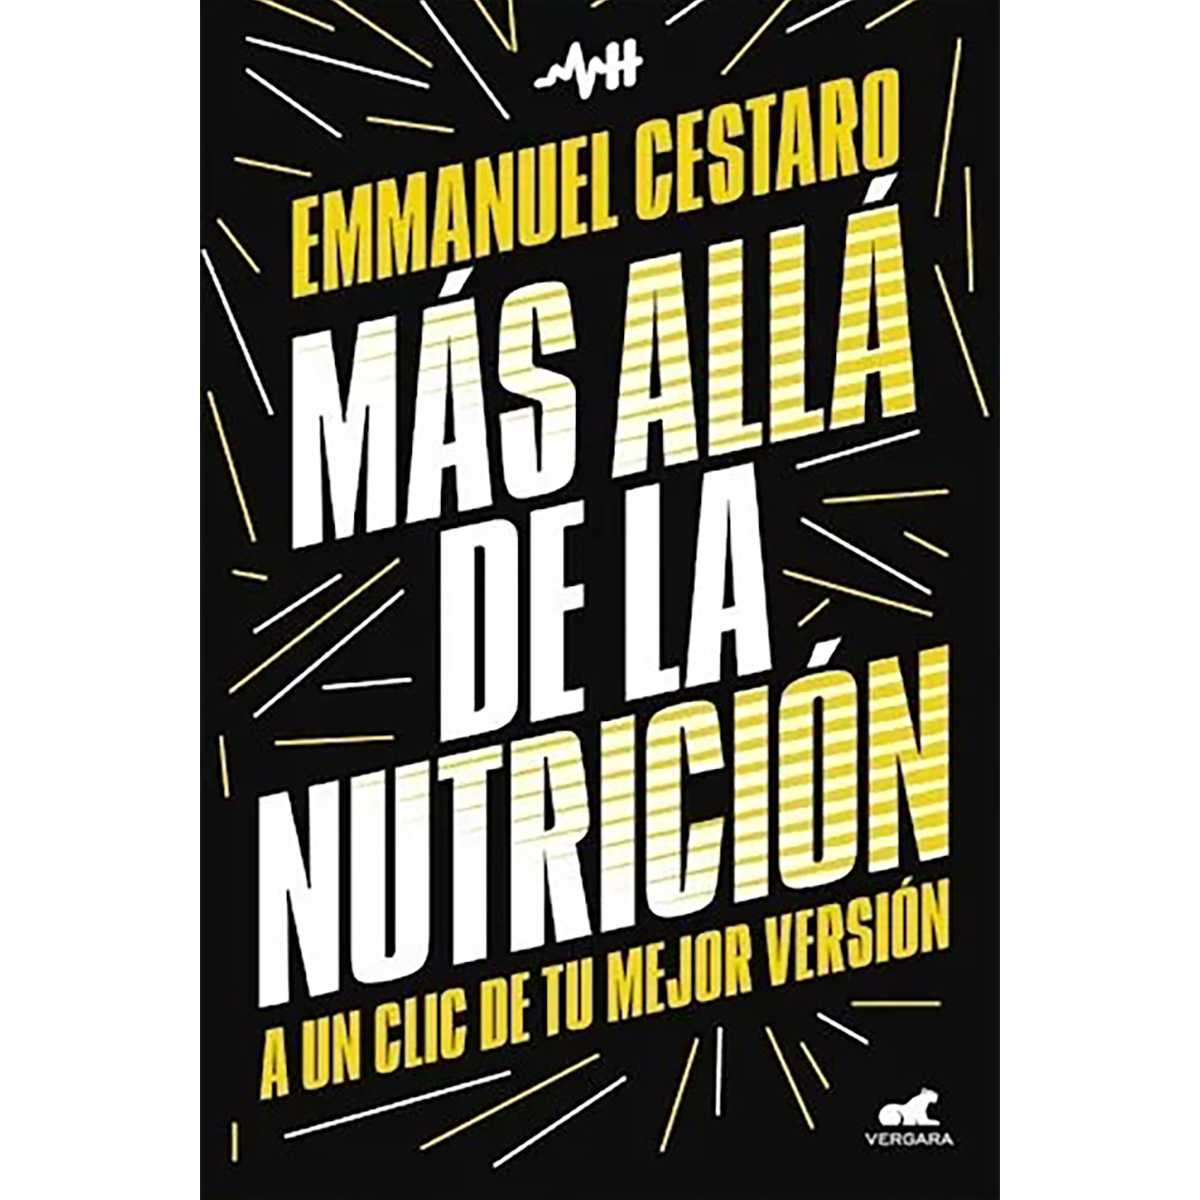 EMMANUEL CESTARO
MÁS ALLÁ
DE LA
NUTRICIÓN
A UN CLIC DE TU MEJOR VERSIÓN
VERGARA